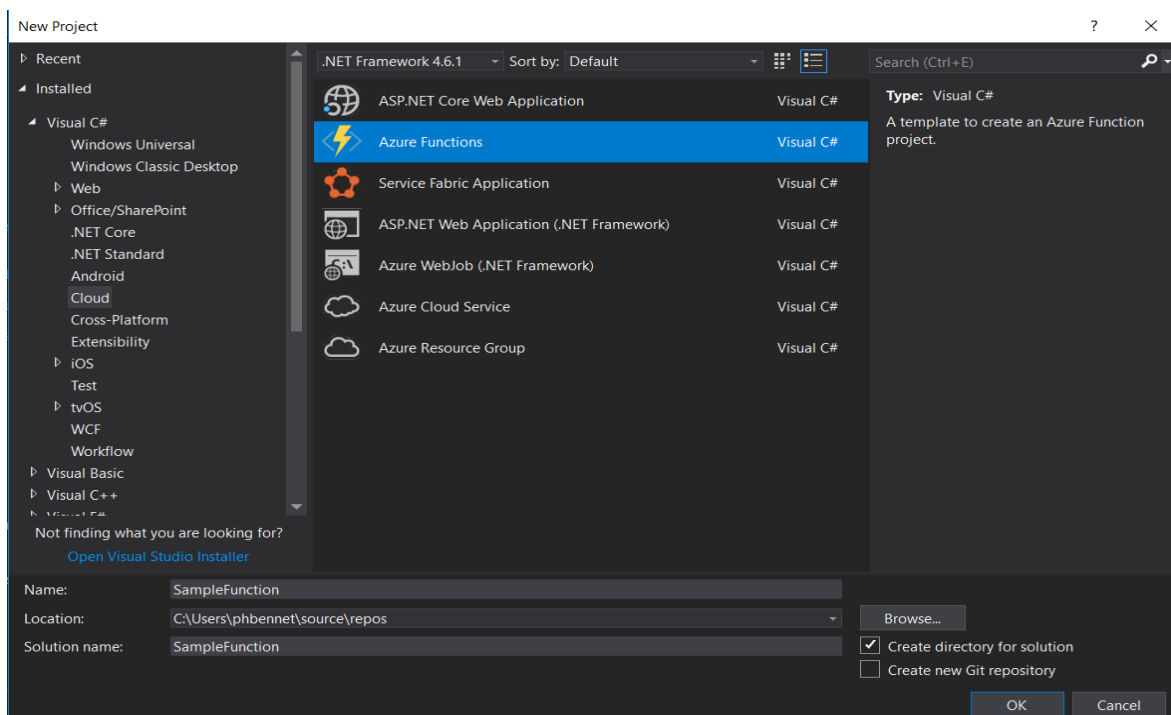 New Project
?
Recent
Installed
Visual C#
Windows Universal
Windows Classic Desktop
Web
Office/SharePoint
.NET Core
.NET Standard
Android
Cloud
Cross-Platform
Extensibility
iOS
Test
tvOS
WCF
Workflow
Visual Basic
Visual C++
Not finding what you are looking for?
Open Visual Studio Installer
.NET Framework 4.6.1 Sort by: Default
ASP.NET Core Web Application Visual C#
Azure Functions Visual C#
Service Fabric Application Visual C#
ASP.NET Web Application (.NET Framework) Visual C#
Azure WebJob (.NET Framework) Visual C#
Azure Cloud Service Visual C#
Azure Resource Group Visual C#
Search (Ctrl+E)
Type: Visual C#
A template to create an Azure Function
project.
Name: SampleFunction
Location: C:\Users\phbennet\source\repos
Solution name: SampleFunction
Browse...
Create directory for solution
Create new Git repository
OK Cancel